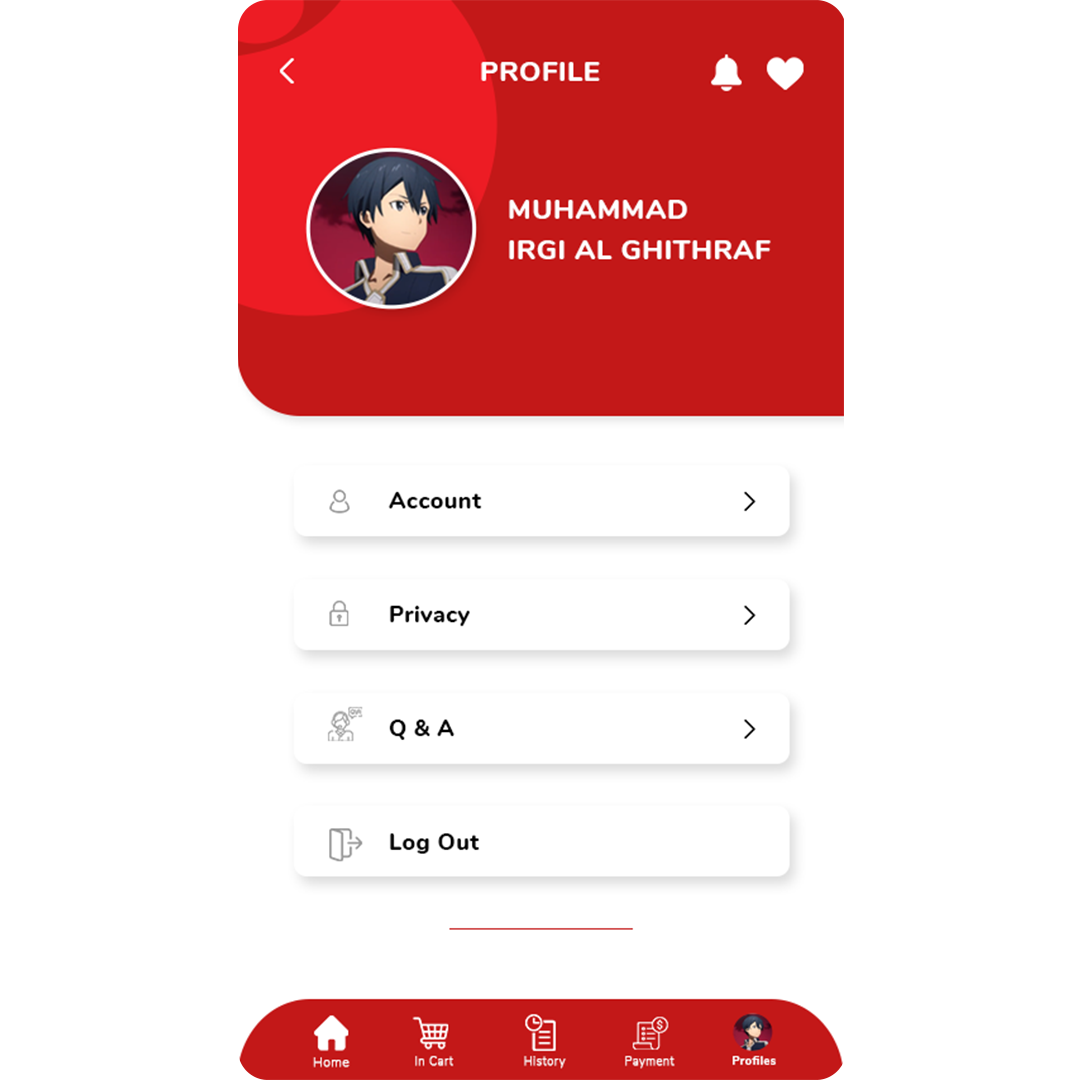 PROFILE
MUHAMMAD
IRGI AL GHITHRAF
Account
Privacy
Q & A
Log Out
Home
In Cart
History
Payment
Profiles